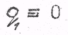 q₁ = 0